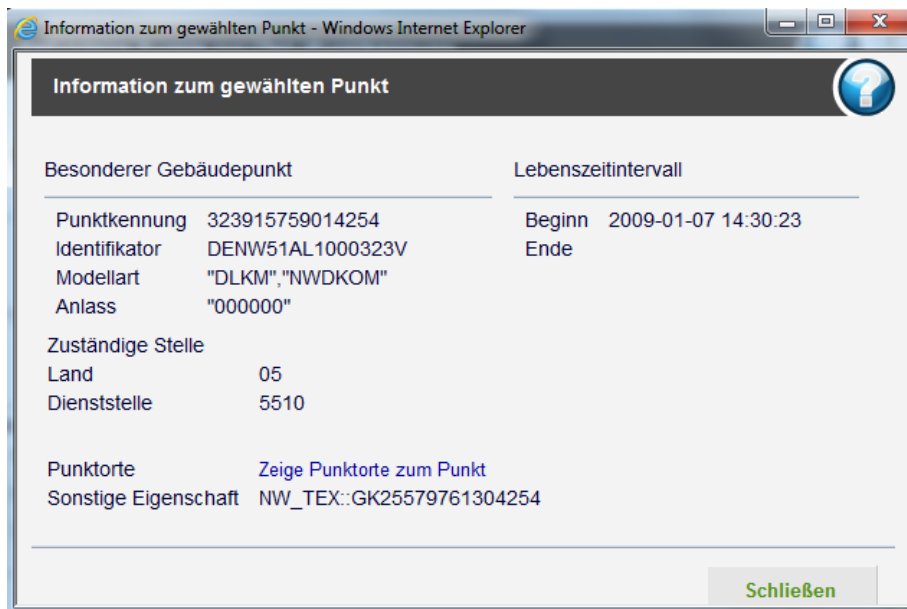 Information zum gewählten Punkt - Windows Internet Explorer
Information zum gewählten Punkt
Besonderer Gebäudepunkt
Punktkennung 323915759014254
Identifikator DENW51AL1000323V
Modellart "DLKM","NWDKOM"
Anlass "000000"
Lebenszeitintervall
Beginn 2009-01-07 14:30:23
Ende
Zuständige Stelle
Land 05
Dienststelle 5510
Punktorte Zeige Punktorte zum Punkt
Sonstige Eigenschaft NW_TEX::GK25579761304254
Schließen